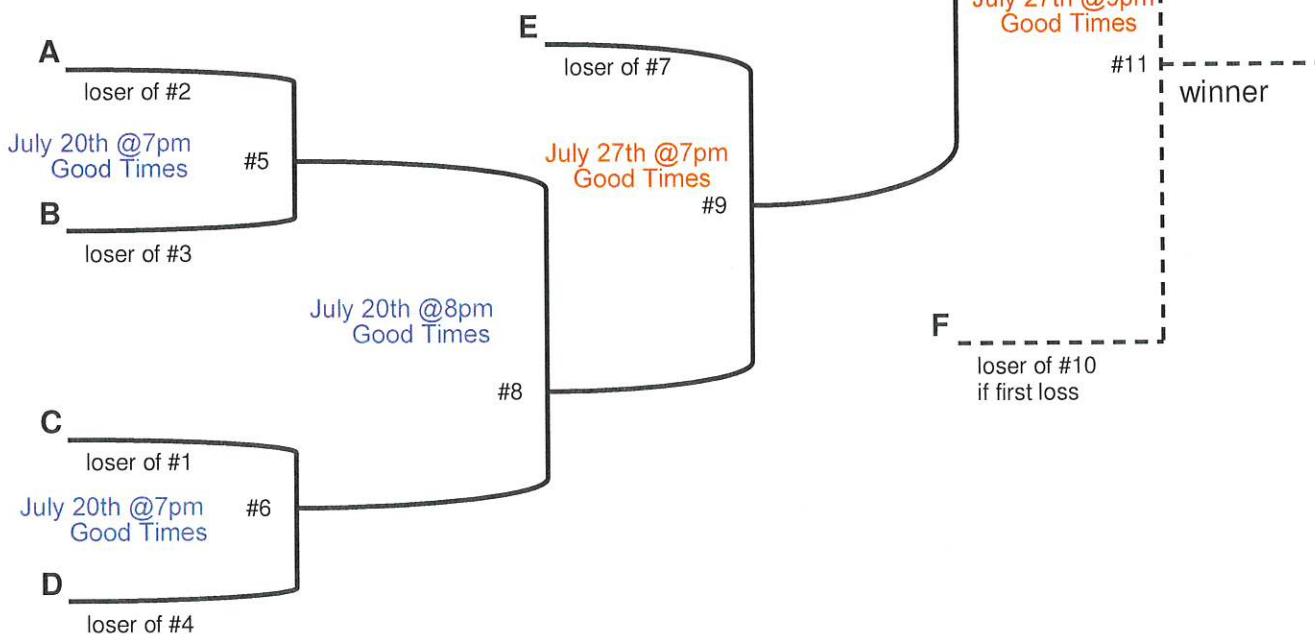 July 27th @9pm
Good Times
#11
winner
E
loser of #7
A
loser of #2
July 20th @7pm
Good Times
#5
B
loser of #3
July 27th @7pm
Good Times
#9
July 20th @8pm
Good Times
#8
F
loser of #10
if first loss
C
loser of #1
July 20th @7pm
Good Times
#6
D
loser of #4